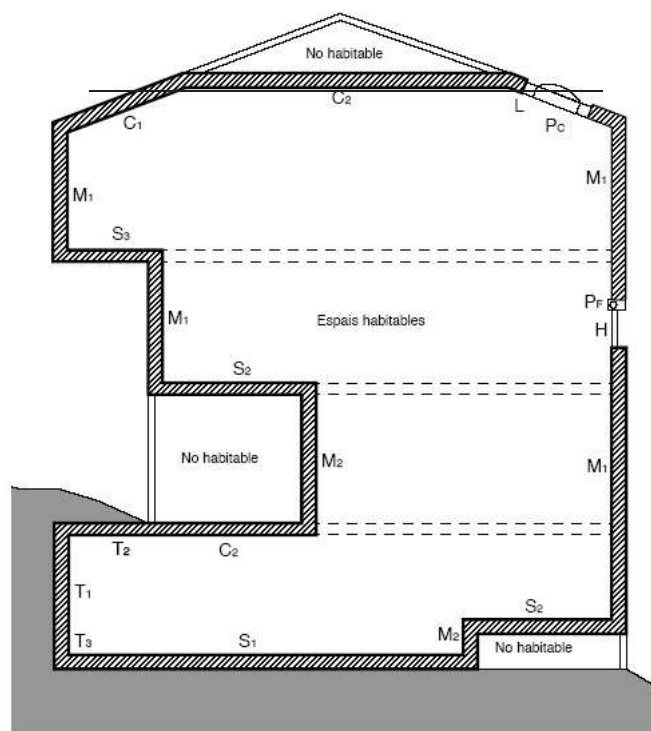 No habitable
C1
C2
L
PC
M1
M1
S3
PF
M1
Espais habitables
H
S2
No habitable
M2
M1
T2
C2
T1
S2
T3
S1
M2
No habitable